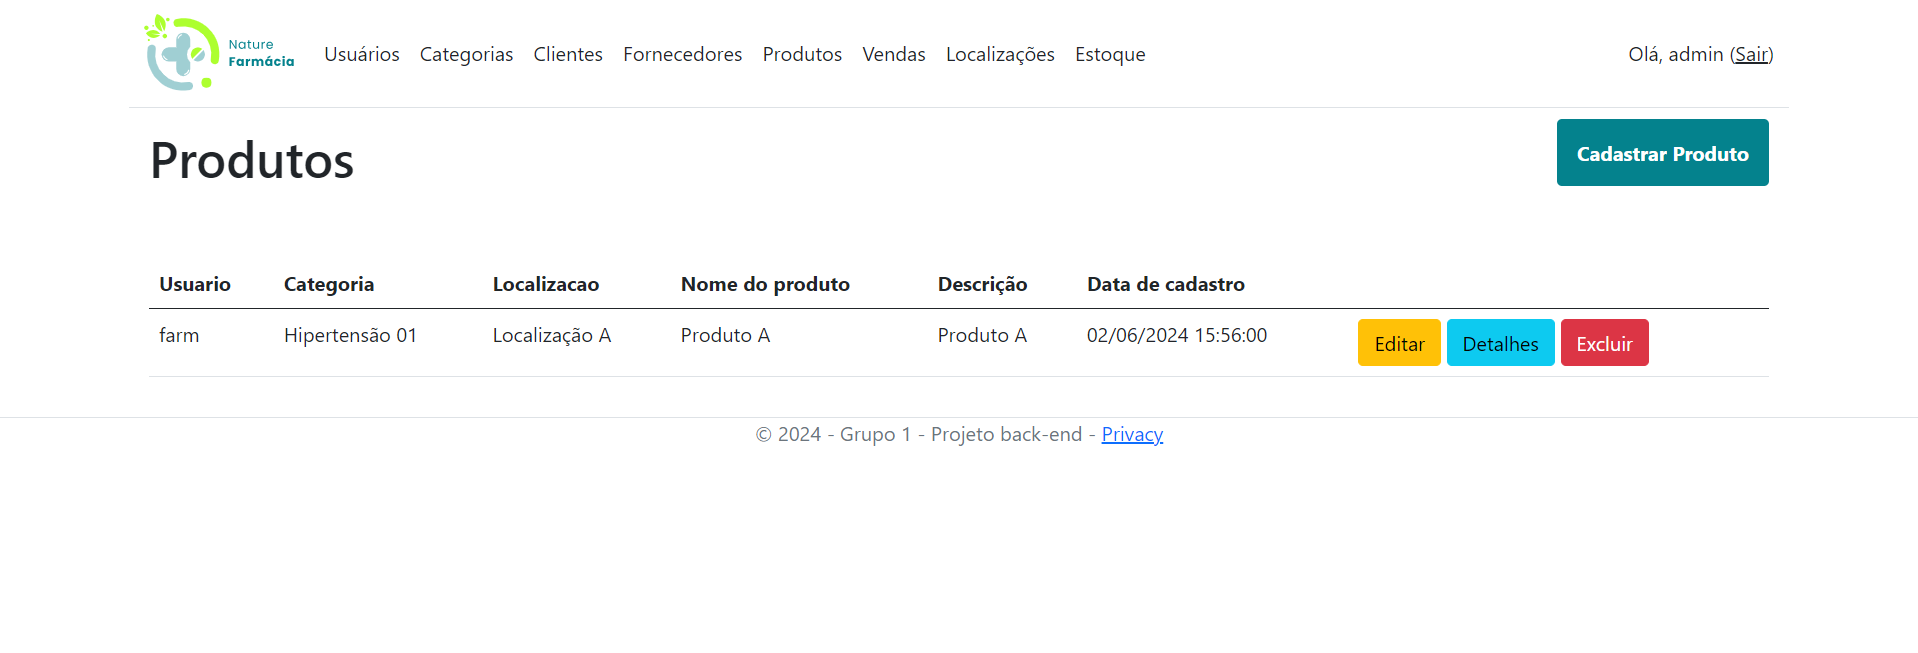 Nature
Farmácia
Usuários Categorias Clientes Fornecedores Produtos Vendas Localizações Estoque Olá, admin (Sair)
Produtos
Cadastrar Produto
Usuario Categoria Localizacao Nome do produto Descrição Data de cadastro
farm Hipertensão 01 Localização A Produto A Produto A 02/06/2024 15:56:00 Editar Detalhes Excluir
© 2024 - Grupo 1 - Projeto back-end - Privacy